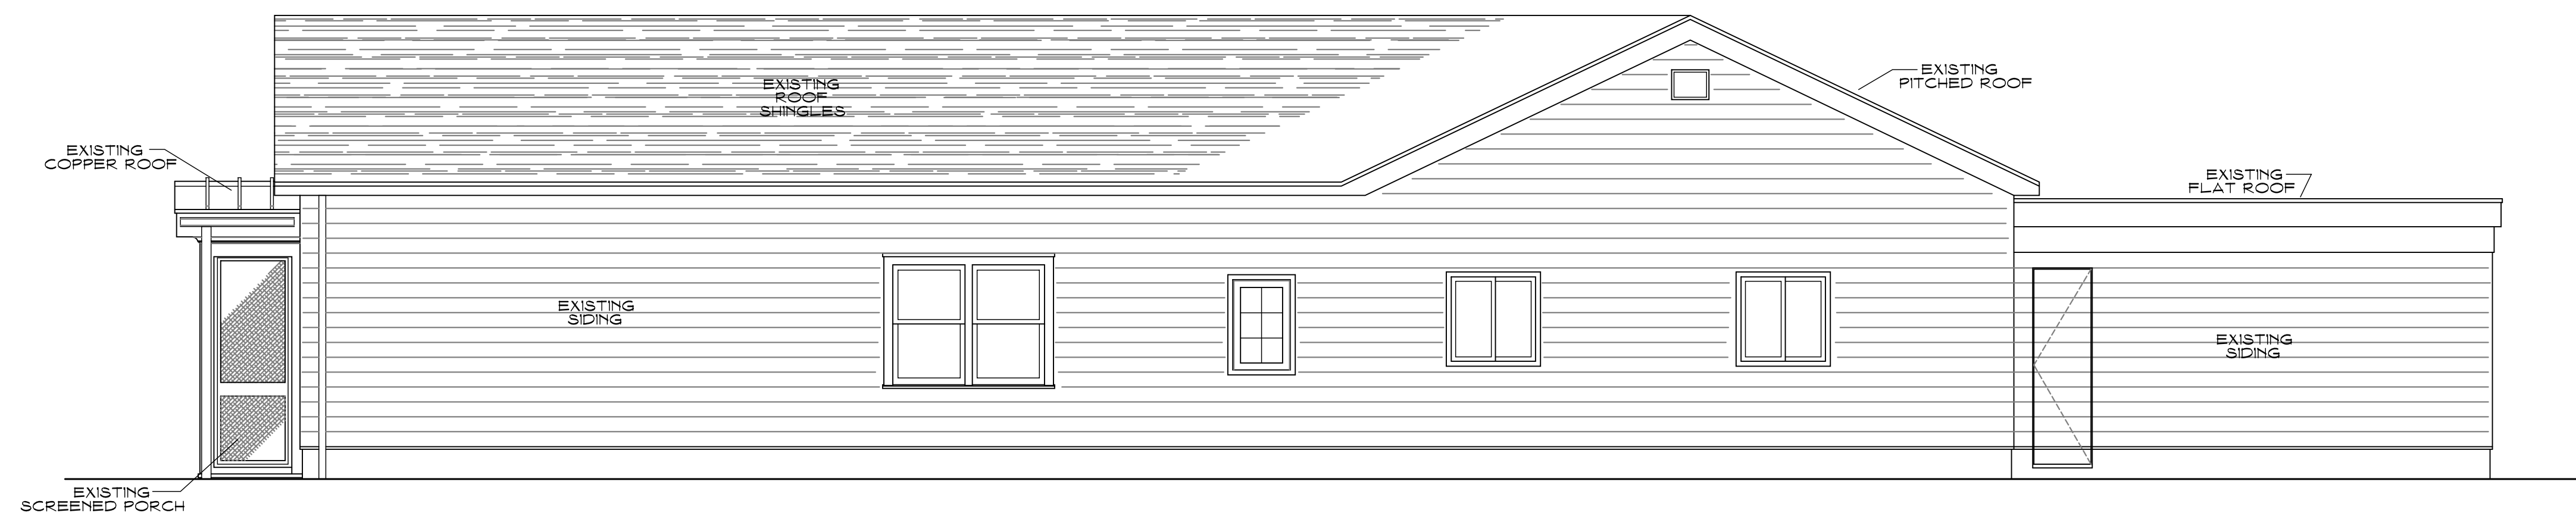 EXISTING
ROOF
SHINGLES
EXISTING
PITCHED ROOF
EXISTING
COPPER ROOF
EXISTING
FLAT ROOF
EXISTING
SIDING
EXISTING
SIDING
EXISTING
SCREENED PORCH